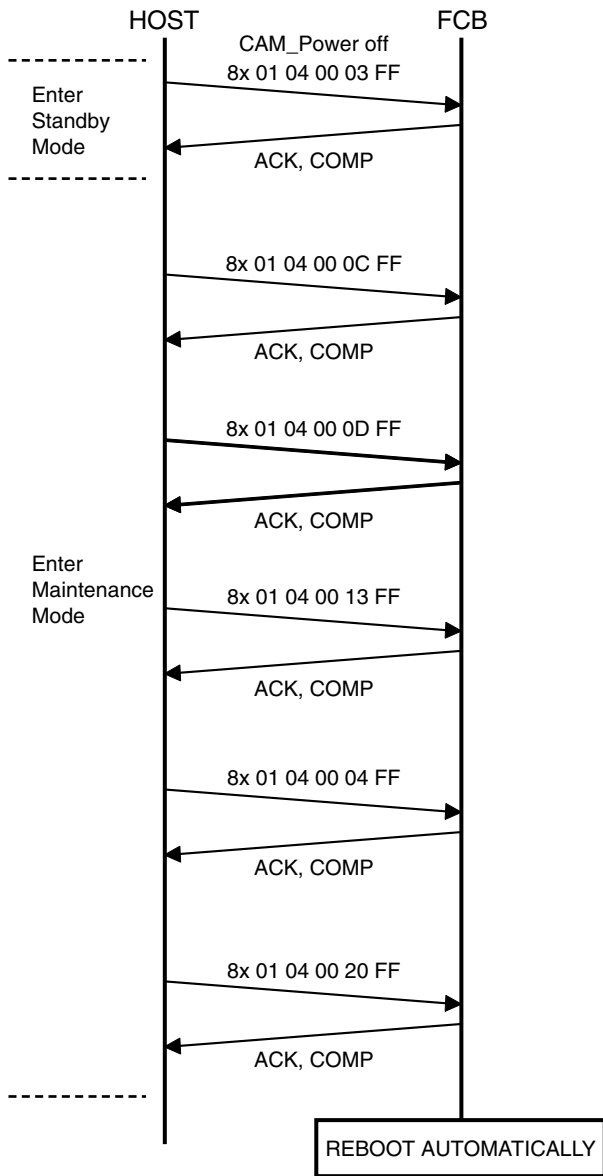 HOST
FCB
CAM_Power off
8x 01 04 00 03 FF
Enter
Standby
Mode
ACK, COMP
8x 01 04 00 0C FF
ACK, COMP
8x 01 04 00 0D FF
ACK, COMP
Enter
Maintenance
Mode
8x 01 04 00 13 FF
ACK, COMP
8x 01 04 00 04 FF
ACK, COMP
8x 01 04 00 20 FF
ACK, COMP
REBOOT AUTOMATICALLY